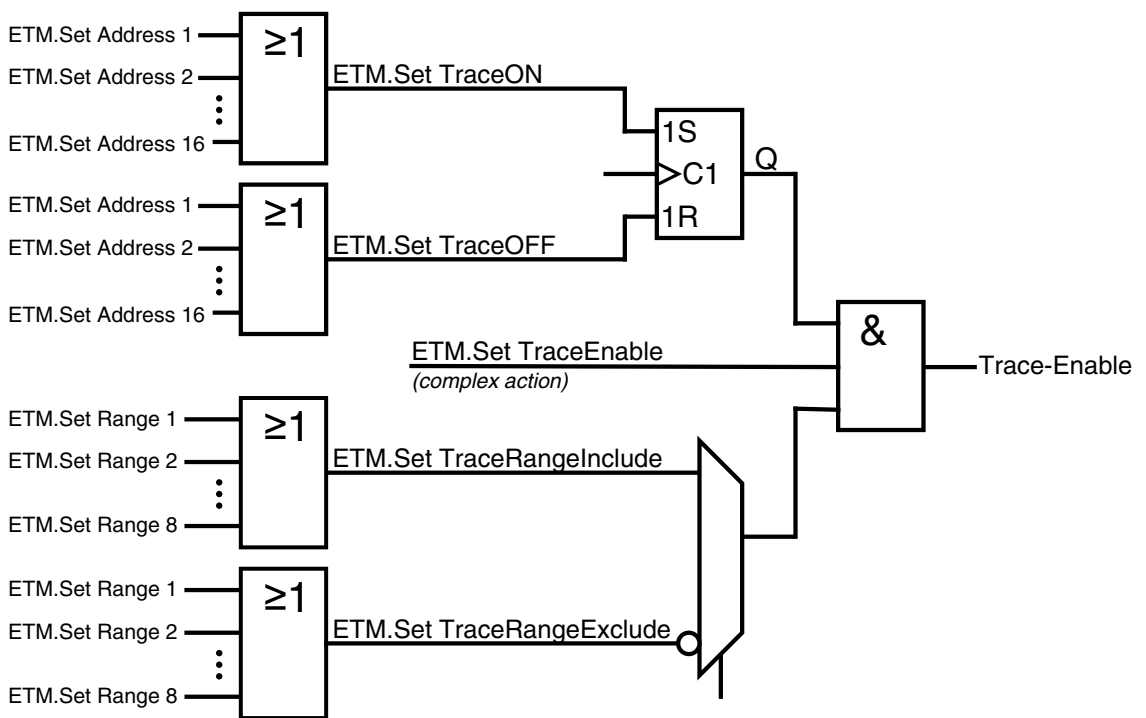 ETM.Set Address 1
≥1
ETM.Set Address 2
ETM.Set TraceON
ETM.Set Address 16
1S
Q
C1
1R
ETM.Set Address 1
≥1
ETM.Set Address 2
ETM.Set TraceOFF
ETM.Set Address 16
&
ETM.Set TraceEnable
(complex action)
Trace-Enable
ETM.Set Range 1
≥1
ETM.Set Range 2
ETM.Set TraceRangeInclude
ETM.Set Range 8
ETM.Set Range 1
≥1
ETM.Set Range 2
ETM.Set TraceRangeExclude
ETM.Set Range 8